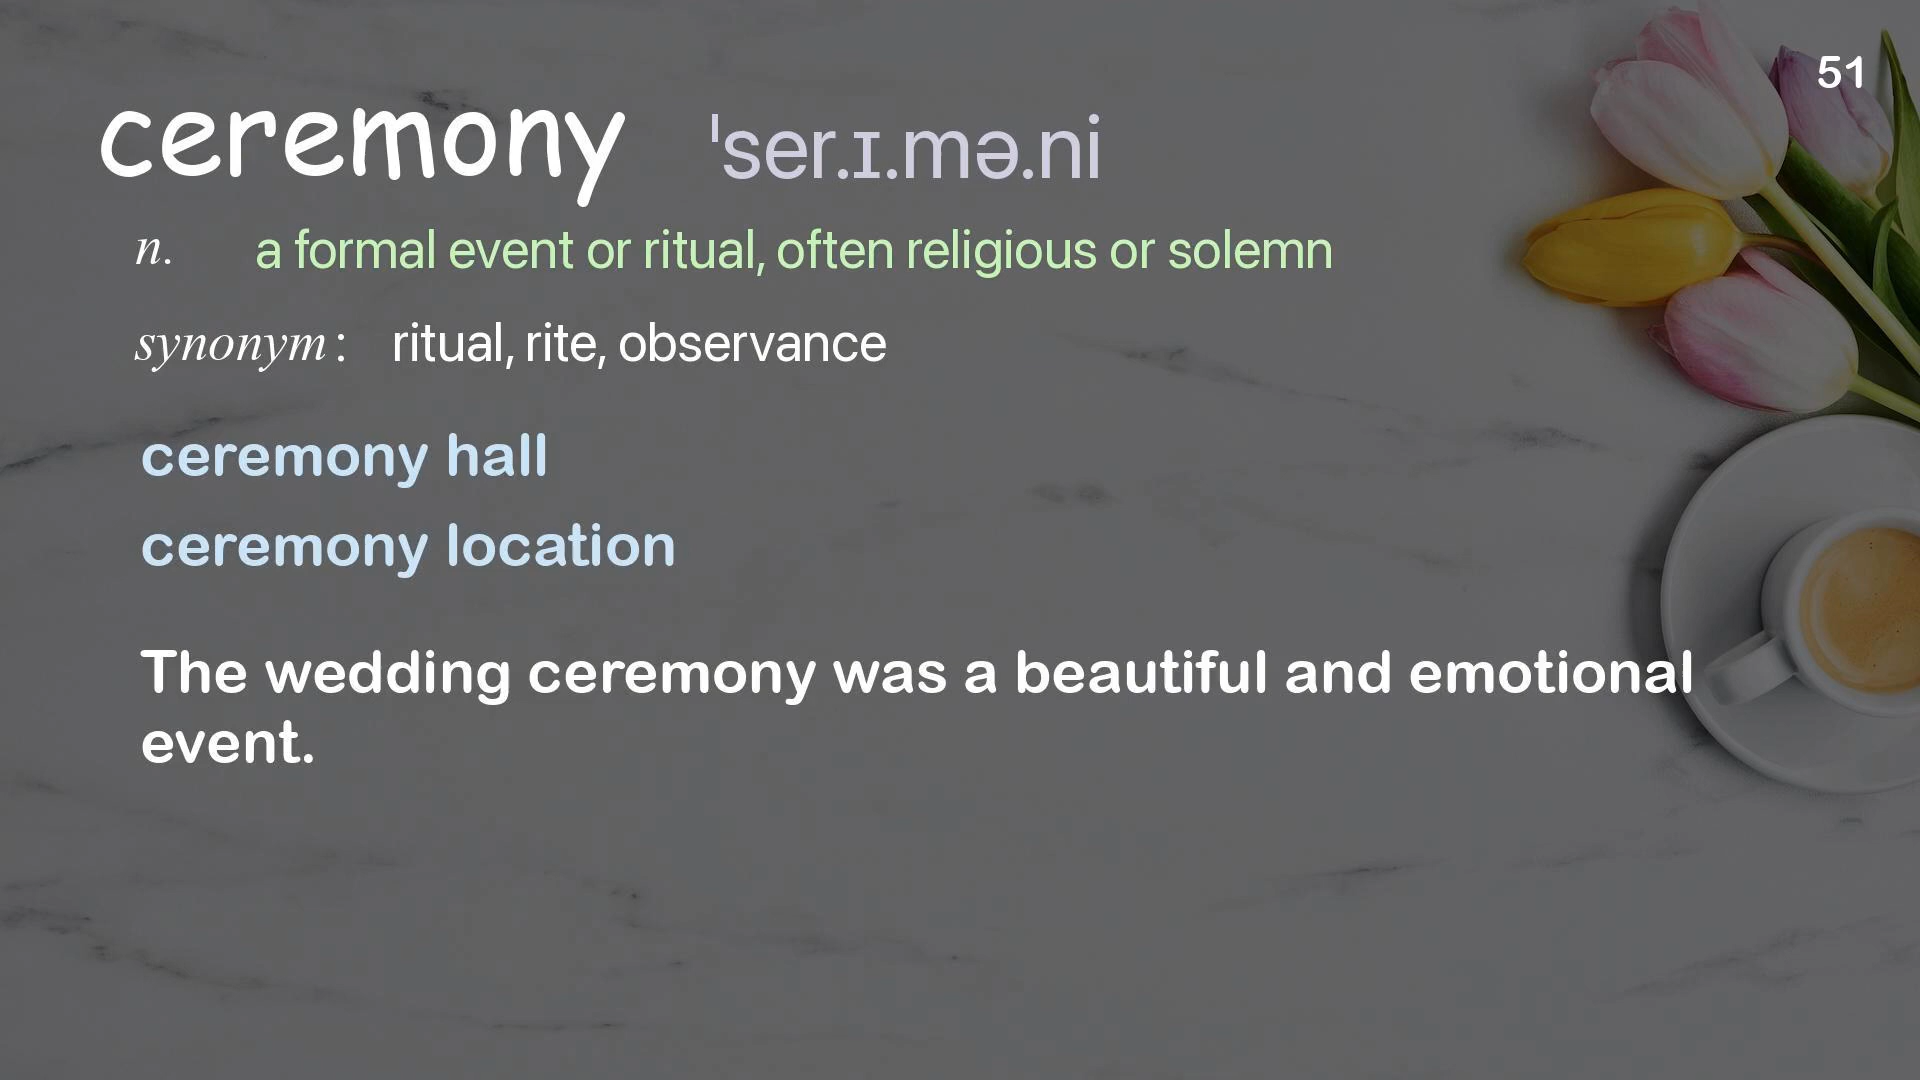 51
ceremony ˈser.ɪ.mə.ni
n. a formal event or ritual, often religious or solemn
synonym: ritual, rite, observance
ceremony hall
ceremony location
The wedding ceremony was a beautiful and emotional
event.